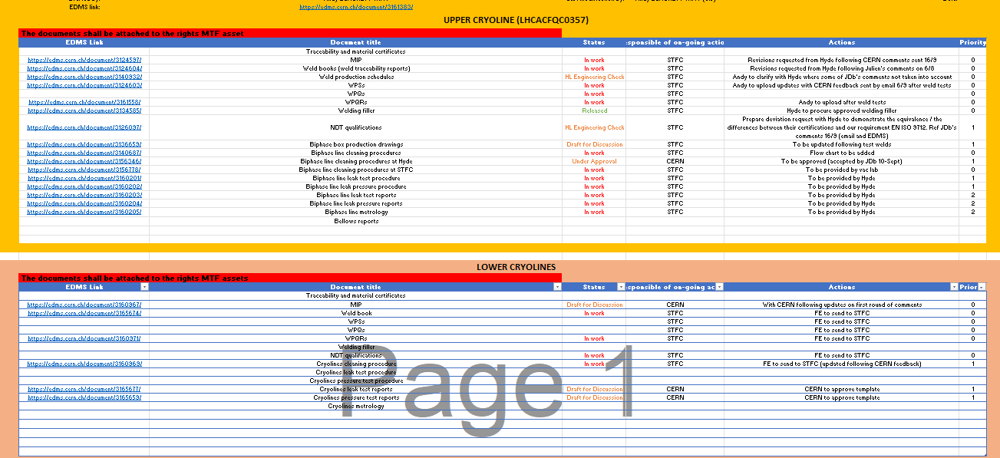 EDMS link: https://edms.cern.ch/document/3161383/
UPPER CRYOLINE (LHCACFQC0357)
The documents shall be attached to the rights MTF asset
EDMS Link Document title Status sponsible of on-going actio Actions Priority
Traceability and material certificates
https://edms.cern.ch/document/3124597/ MIP In work STFC Revisions requested from Hyde following CERN comments sent 16/9 0
https://edms.cern.ch/document/3124604/ Weld books (weld traceability reports) In work STFC Revisions requested from Hyde following Julien's comments on 6/8 0
https://edms.cern.ch/document/3140932/ Weld production schedules HL Engineering Check STFC Andy to clarify with Hyde where some of JDb's comments not taken into account 0
https://edms.cern.ch/document/3124603/ WPSs In work STFC Andy to upload updates with CERN feedback sent by email 6/9 after weld tests 0
WPQs In work STFC 0
https://edms.cern.ch/document/3161558/ WPQRs In work STFC Andy to upload after weld tests 0
https://edms.cern.ch/document/3134585/ Welding filler Released STFC Hyde to procure approved welding filler 0
https://edms.cern.ch/document/3126097/ NDT qualifications HL Engineering Check STFC Prepare deviation request with Hyde to demonstrate the equivalence / the differences between their certifications and our requirement EN ISO 9712. Ref JDb's comments 16/9 (email and EDMS) 1
https://edms.cern.ch/document/3136659/ Biphase box production drawings Draft for Discussion STFC To be updated following test welds 1
https://edms.cern.ch/document/3140687/ Biphase line cleaning procedures In work STFC Flow chart to be added 0
https://edms.cern.ch/document/3156346/ Biphase line cleaning procedures at Hyde Under Approval CERN To be approved (accepted by JDb 10-Sept) 1
https://edms.cern.ch/document/3156778/ Biphase line cleaning procedures at STFC In work STFC To be provided by vac lab 0
https://edms.cern.ch/document/3160201/ Biphase line leak test procedure In work STFC To be provided by Hyde 1
https://edms.cern.ch/document/3160202/ Biphase line leak pressure procedure In work STFC To be provided by Hyde 1
https://edms.cern.ch/document/3160203/ Biphase line leak test reports In work STFC To be provided by Hyde 2
https://edms.cern.ch/document/3160204/ Biphase line leak pressure reports In work STFC To be provided by Hyde 2
https://edms.cern.ch/document/3160205/ Biphase line metrology In work STFC To be provided by Hyde 2
Bellows reports
LOWER CRYOLINES
The documents shall be attached to the rights MTF assets
EDMS Link Document title Status sponsible of on-going ac Actions Prior
Traceability and material certificates
https://edms.cern.ch/document/3160967/ MIP Draft for Discussion CERN With CERN following updates on first round of comments 0
https://edms.cern.ch/document/3165674/ Weld book In work STFC FE to send to STFC 0
WPSs STFC FE to send to STFC 0
WPQs STFC FE to send to STFC 0
https://edms.cern.ch/document/3160971/ WPQRs In work STFC FE to send to STFC 0
Welding filler
NDT qualifications In work STFC FE to send to STFC 0
https://edms.cern.ch/document/3160969/ Cryolines cleaning procedure In work STFC FE to send to STFC (updated following CERN feedback) 1
Cryolines leak test procedure
Cryolines pressure test procedure
https://edms.cern.ch/document/3165677/ Cryolines leak test reports Draft for Discussion CERN CERN to approve template 1
https://edms.cern.ch/document/3165659/ Cryolines pressure test reports Draft for Discussion CERN CERN to approve template 1
Cryolines metrology
Page 1